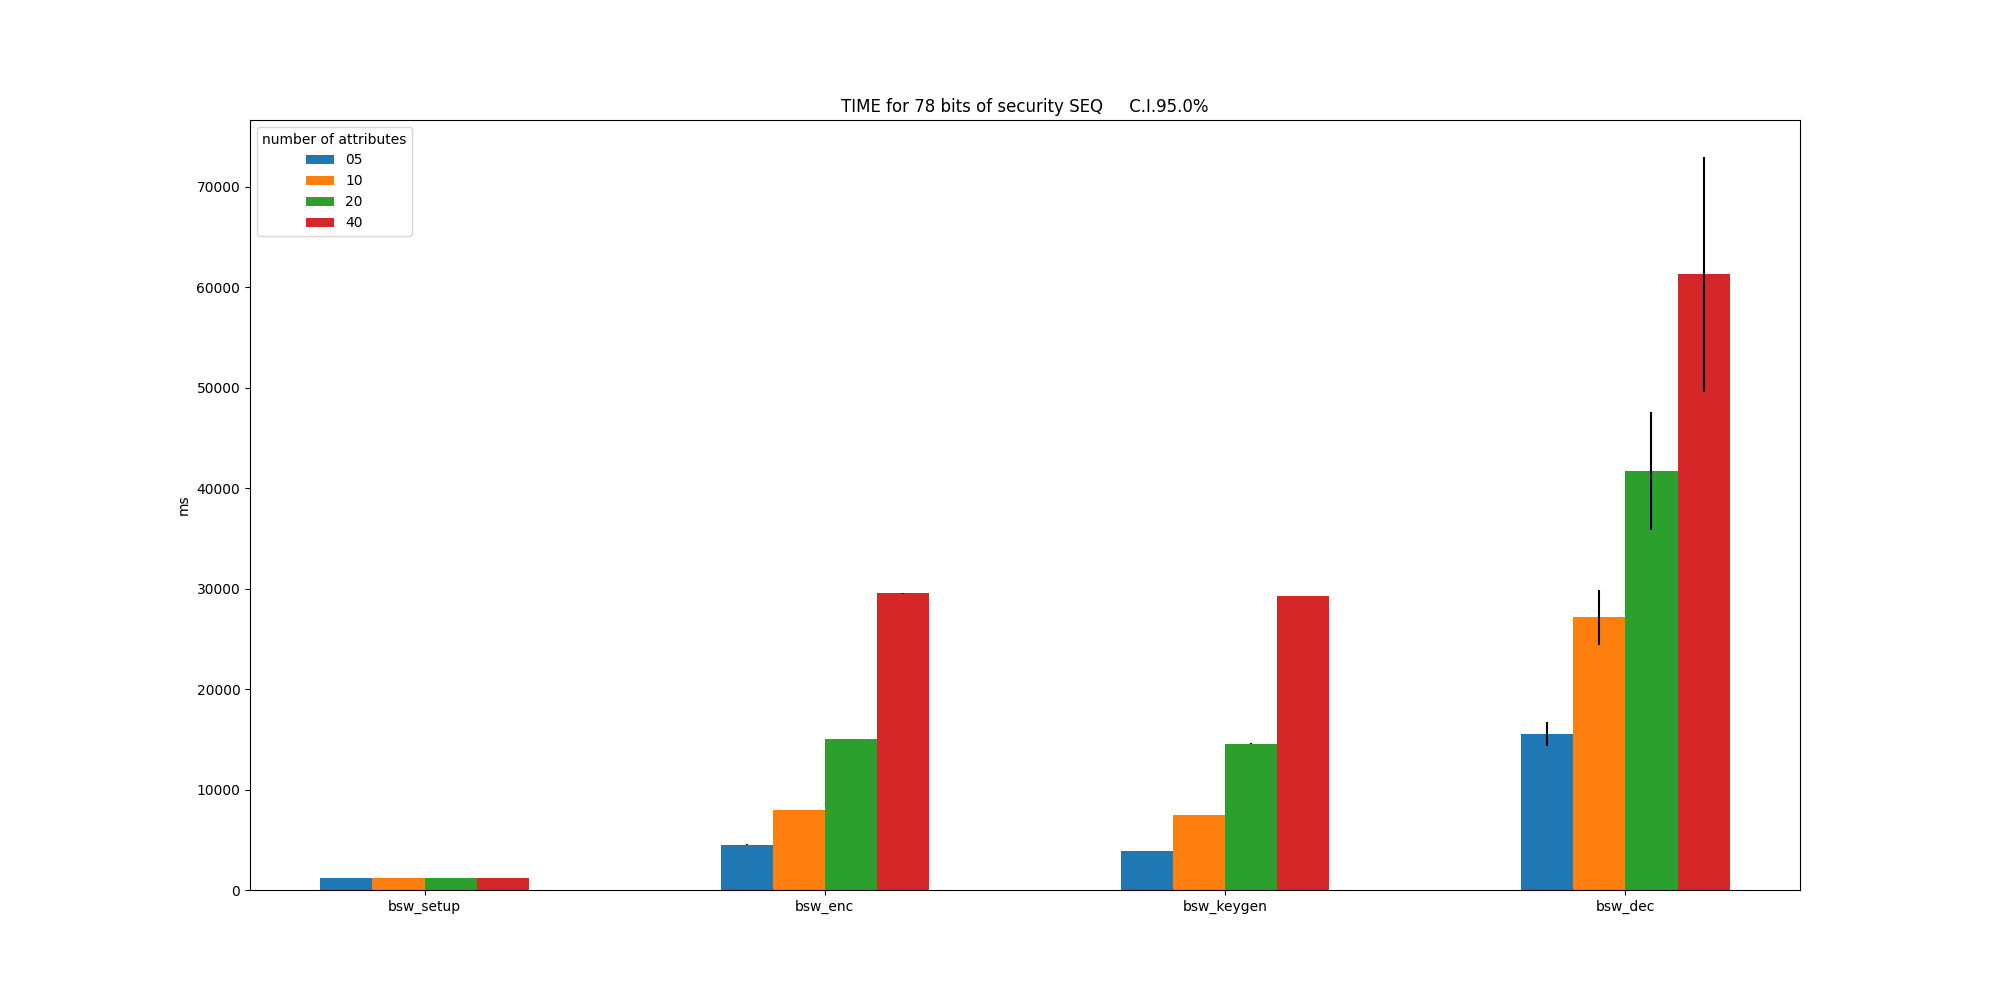 TIME for 78 bits of security SEQ     C.I.95.0%
number of attributes
05
10
20
40
70000
60000
50000
40000
30000
20000
10000
0
ms
bsw_setup
bsw_enc
bsw_keygen
bsw_dec